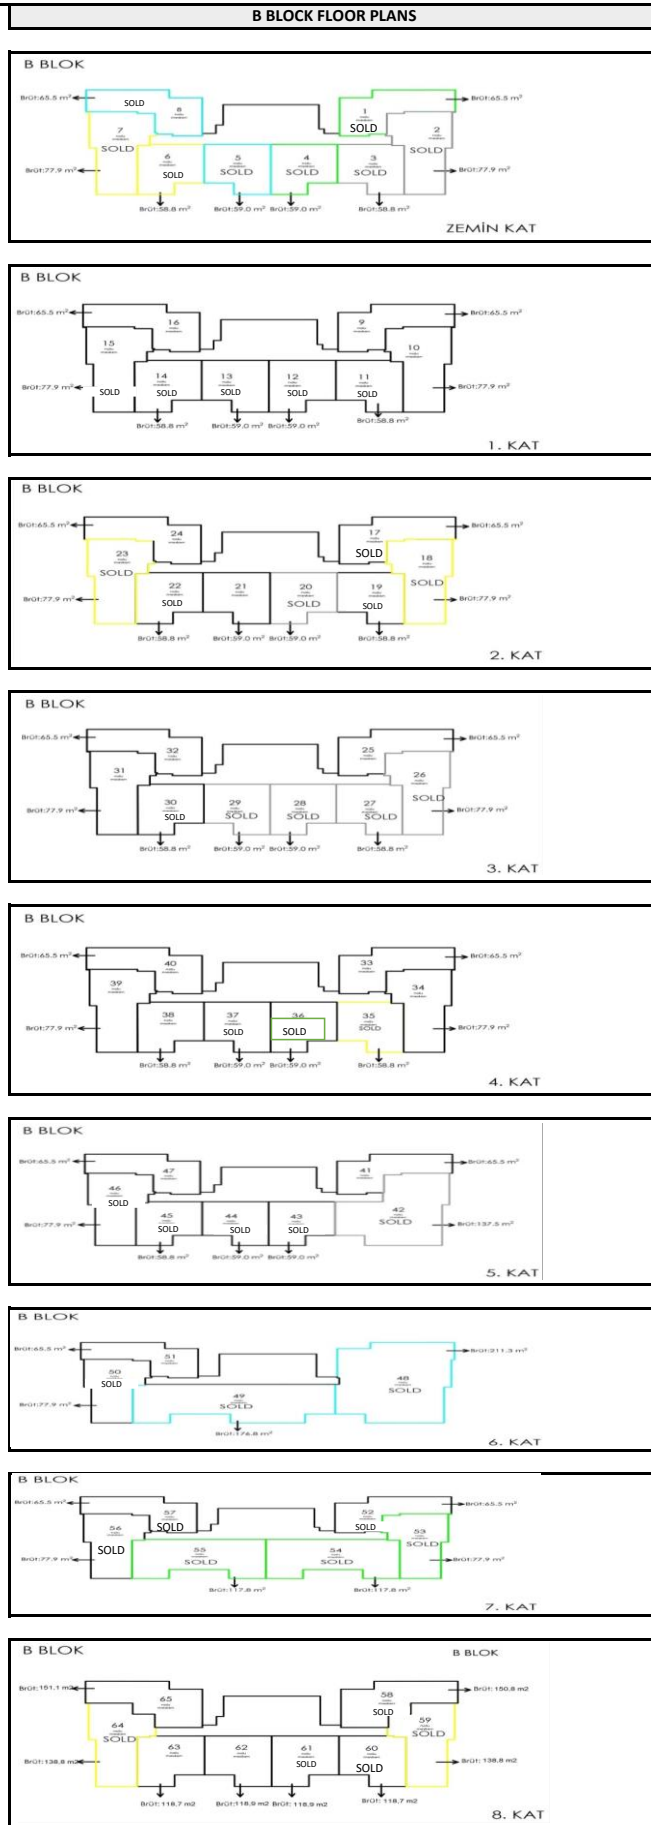 B BLOCK FLOOR PLANS
B BLOK
Brüt:65.5 m² SOLD 8 1 SOLD Brüt:65.5 m²
7 SOLD 2 SOLD
Brüt:77.9 m² 6 SOLD 5 SOLD 4 SOLD 3 SOLD Brüt:77.9 m²
Brüt:58.8 m² Brüt:59.0 m² Brüt:59.0 m² Brüt:58.8 m²
ZEMİN KAT
B BLOK
Brüt:65.5 m² 16 9 Brüt:65.5 m²
15 10
Brüt:77.9 m² SOLD 14 SOLD 13 SOLD 12 SOLD 11 SOLD Brüt:77.9 m²
Brüt:58.8 m² Brüt:59.0 m² Brüt:59.0 m² Brüt:58.8 m²
1. KAT
B BLOK
Brüt:65.5 m² 24 17 SOLD Brüt:65.5 m²
23 SOLD 18 SOLD
Brüt:77.9 m² 22 SOLD 21 20 SOLD 19 SOLD Brüt:77.9 m²
Brüt:58.8 m² Brüt:59.0 m² Brüt:59.0 m² Brüt:58.8 m²
2. KAT
B BLOK
Brüt:65.5 m² 32 25 Brüt:65.5 m²
31 26 SOLD
Brüt:77.9 m² 30 SOLD 29 SOLD 28 SOLD 27 SOLD Brüt:77.9 m²
Brüt:58.8 m² Brüt:59.0 m² Brüt:59.0 m² Brüt:58.8 m²
3. KAT
B BLOK
Brüt:65.5 m² 40 33 Brüt:65.5 m²
39 34
Brüt:77.9 m² 38 37 SOLD 36 SOLD 35 SOLD Brüt:77.9 m²
Brüt:58.8 m² Brüt:59.0 m² Brüt:59.0 m² Brüt:58.8 m²
4. KAT
B BLOK
Brüt:65.5 m² 47 41 Brüt:65.5 m²
46 SOLD 42 SOLD
Brüt:77.9 m² 45 SOLD 44 SOLD 43 SOLD Brüt:137.5 m²
Brüt:58.8 m² Brüt:59.0 m² Brüt:59.0 m²
5. KAT
B BLOK
Brüt:65.5 m² 51 Brüt:211.3 m²
50 SOLD 48 SOLD
Brüt:77.9 m² 49 SOLD
Brüt:176.8 m²
6. KAT
B BLOK
Brüt:65.5 m² 57 SOLD 52 SOLD Brüt:65.5 m²
56 SOLD 53 SOLD
Brüt:77.9 m² 55 SOLD 54 SOLD Brüt:77.9 m²
Brüt:117.8 m² Brüt:117.8 m²
7. KAT
B BLOK B BLOK
Brüt: 151,1 m2 65 58 SOLD Brüt: 150,8 m2
64 SOLD 59 SOLD
Brüt: 138,8 m2 63 62 61 SOLD 60 SOLD Brüt: 138,8 m2
Brüt: 118,7 m2 Brüt: 118,9 m2 Brüt: 118,9 m2 Brüt: 118,7 m2
8. KAT